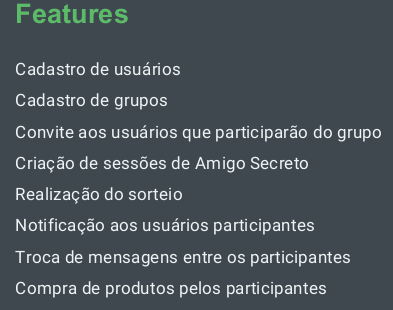 Features
Cadastro de usuários
Cadastro de grupos
Convite aos usuários que participarão do grupo
Criação de sessões de Amigo Secreto
Realização do sorteio
Notificação aos usuários participantes
Troca de mensagens entre os participantes
Compra de produtos pelos participantes